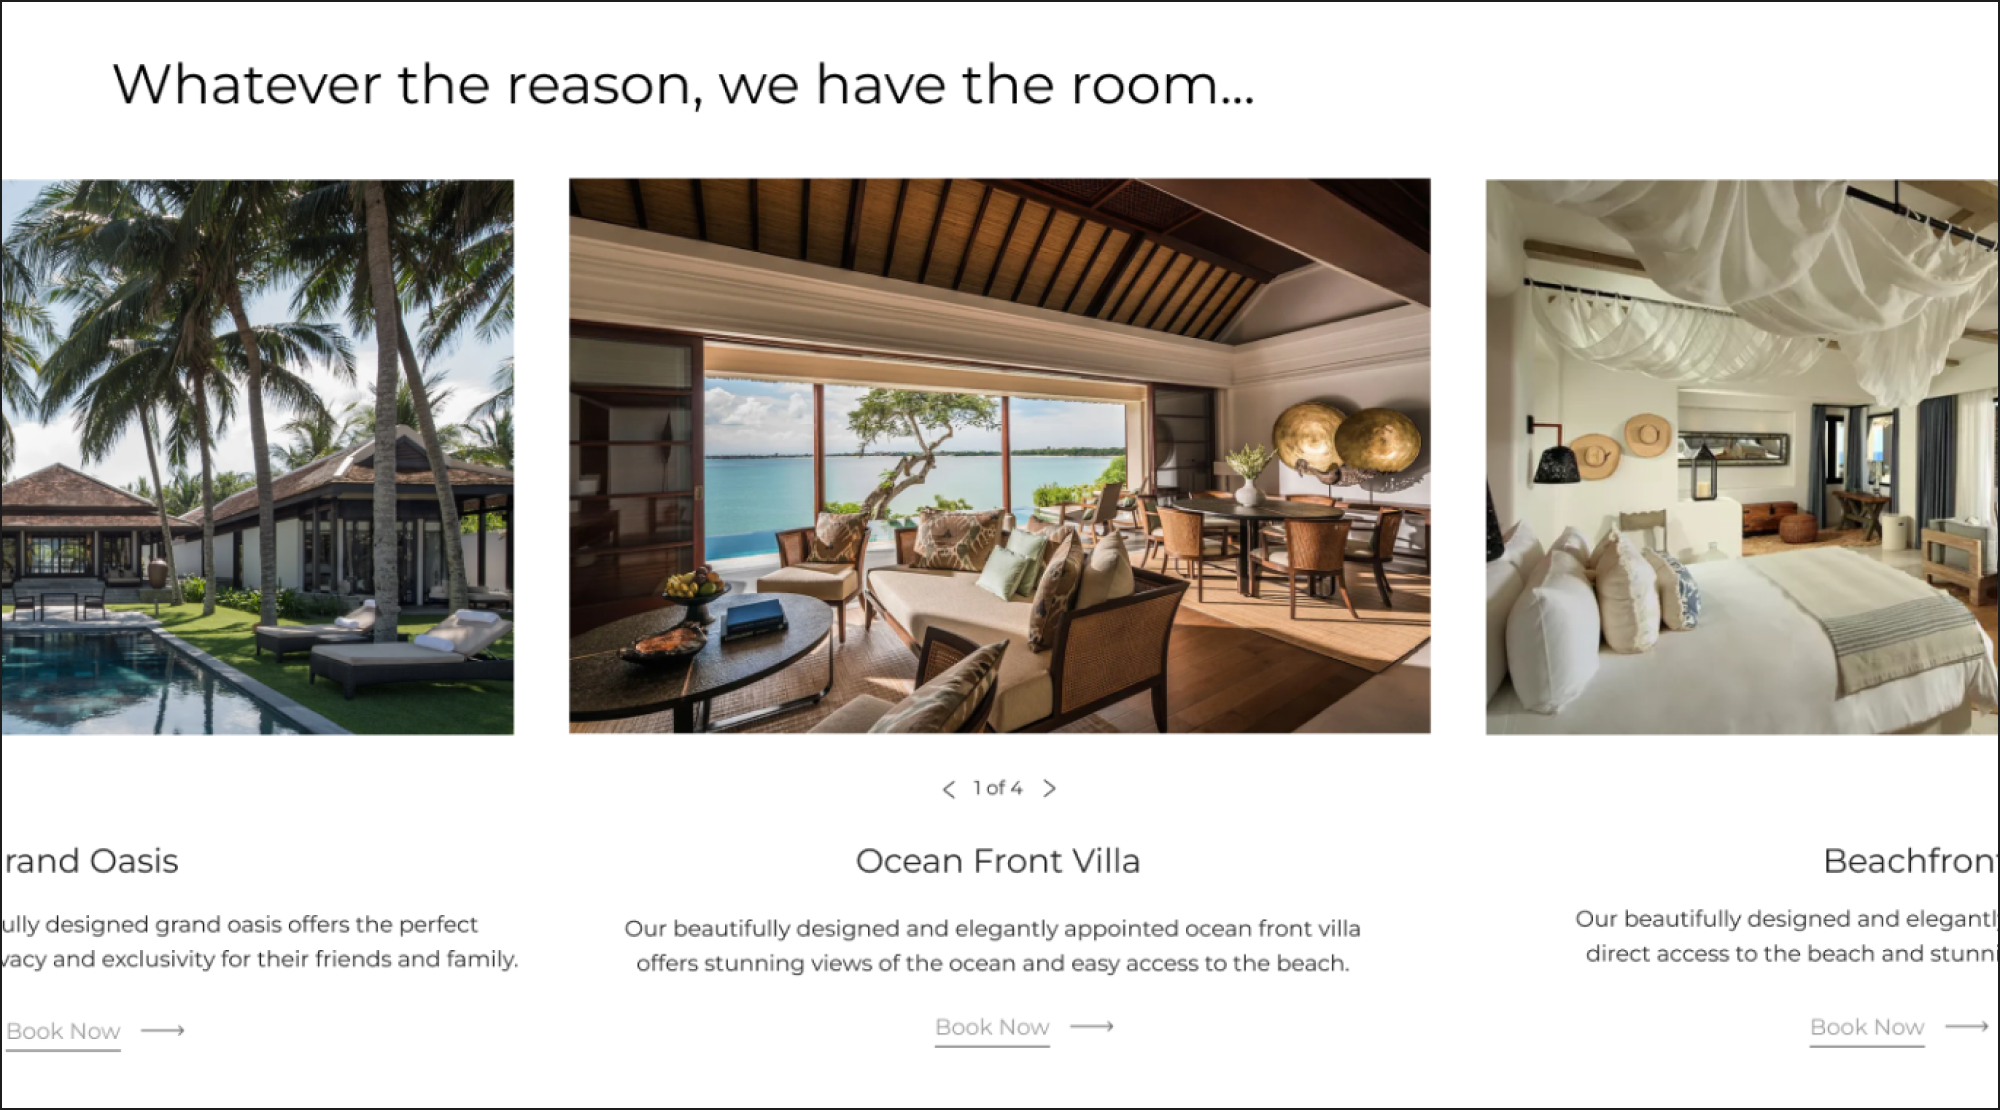 Whatever the reason, we have the room...
1 of 4
rand Oasis
ully designed grand oasis offers the perfect
vacy and exclusivity for their friends and family.
Book Now
Ocean Front Villa
Our beautifully designed and elegantly appointed ocean front villa
offers stunning views of the ocean and easy access to the beach.
Book Now
Beachfront
Our beautifully designed and elegantly
direct access to the beach and stunni
Book Now